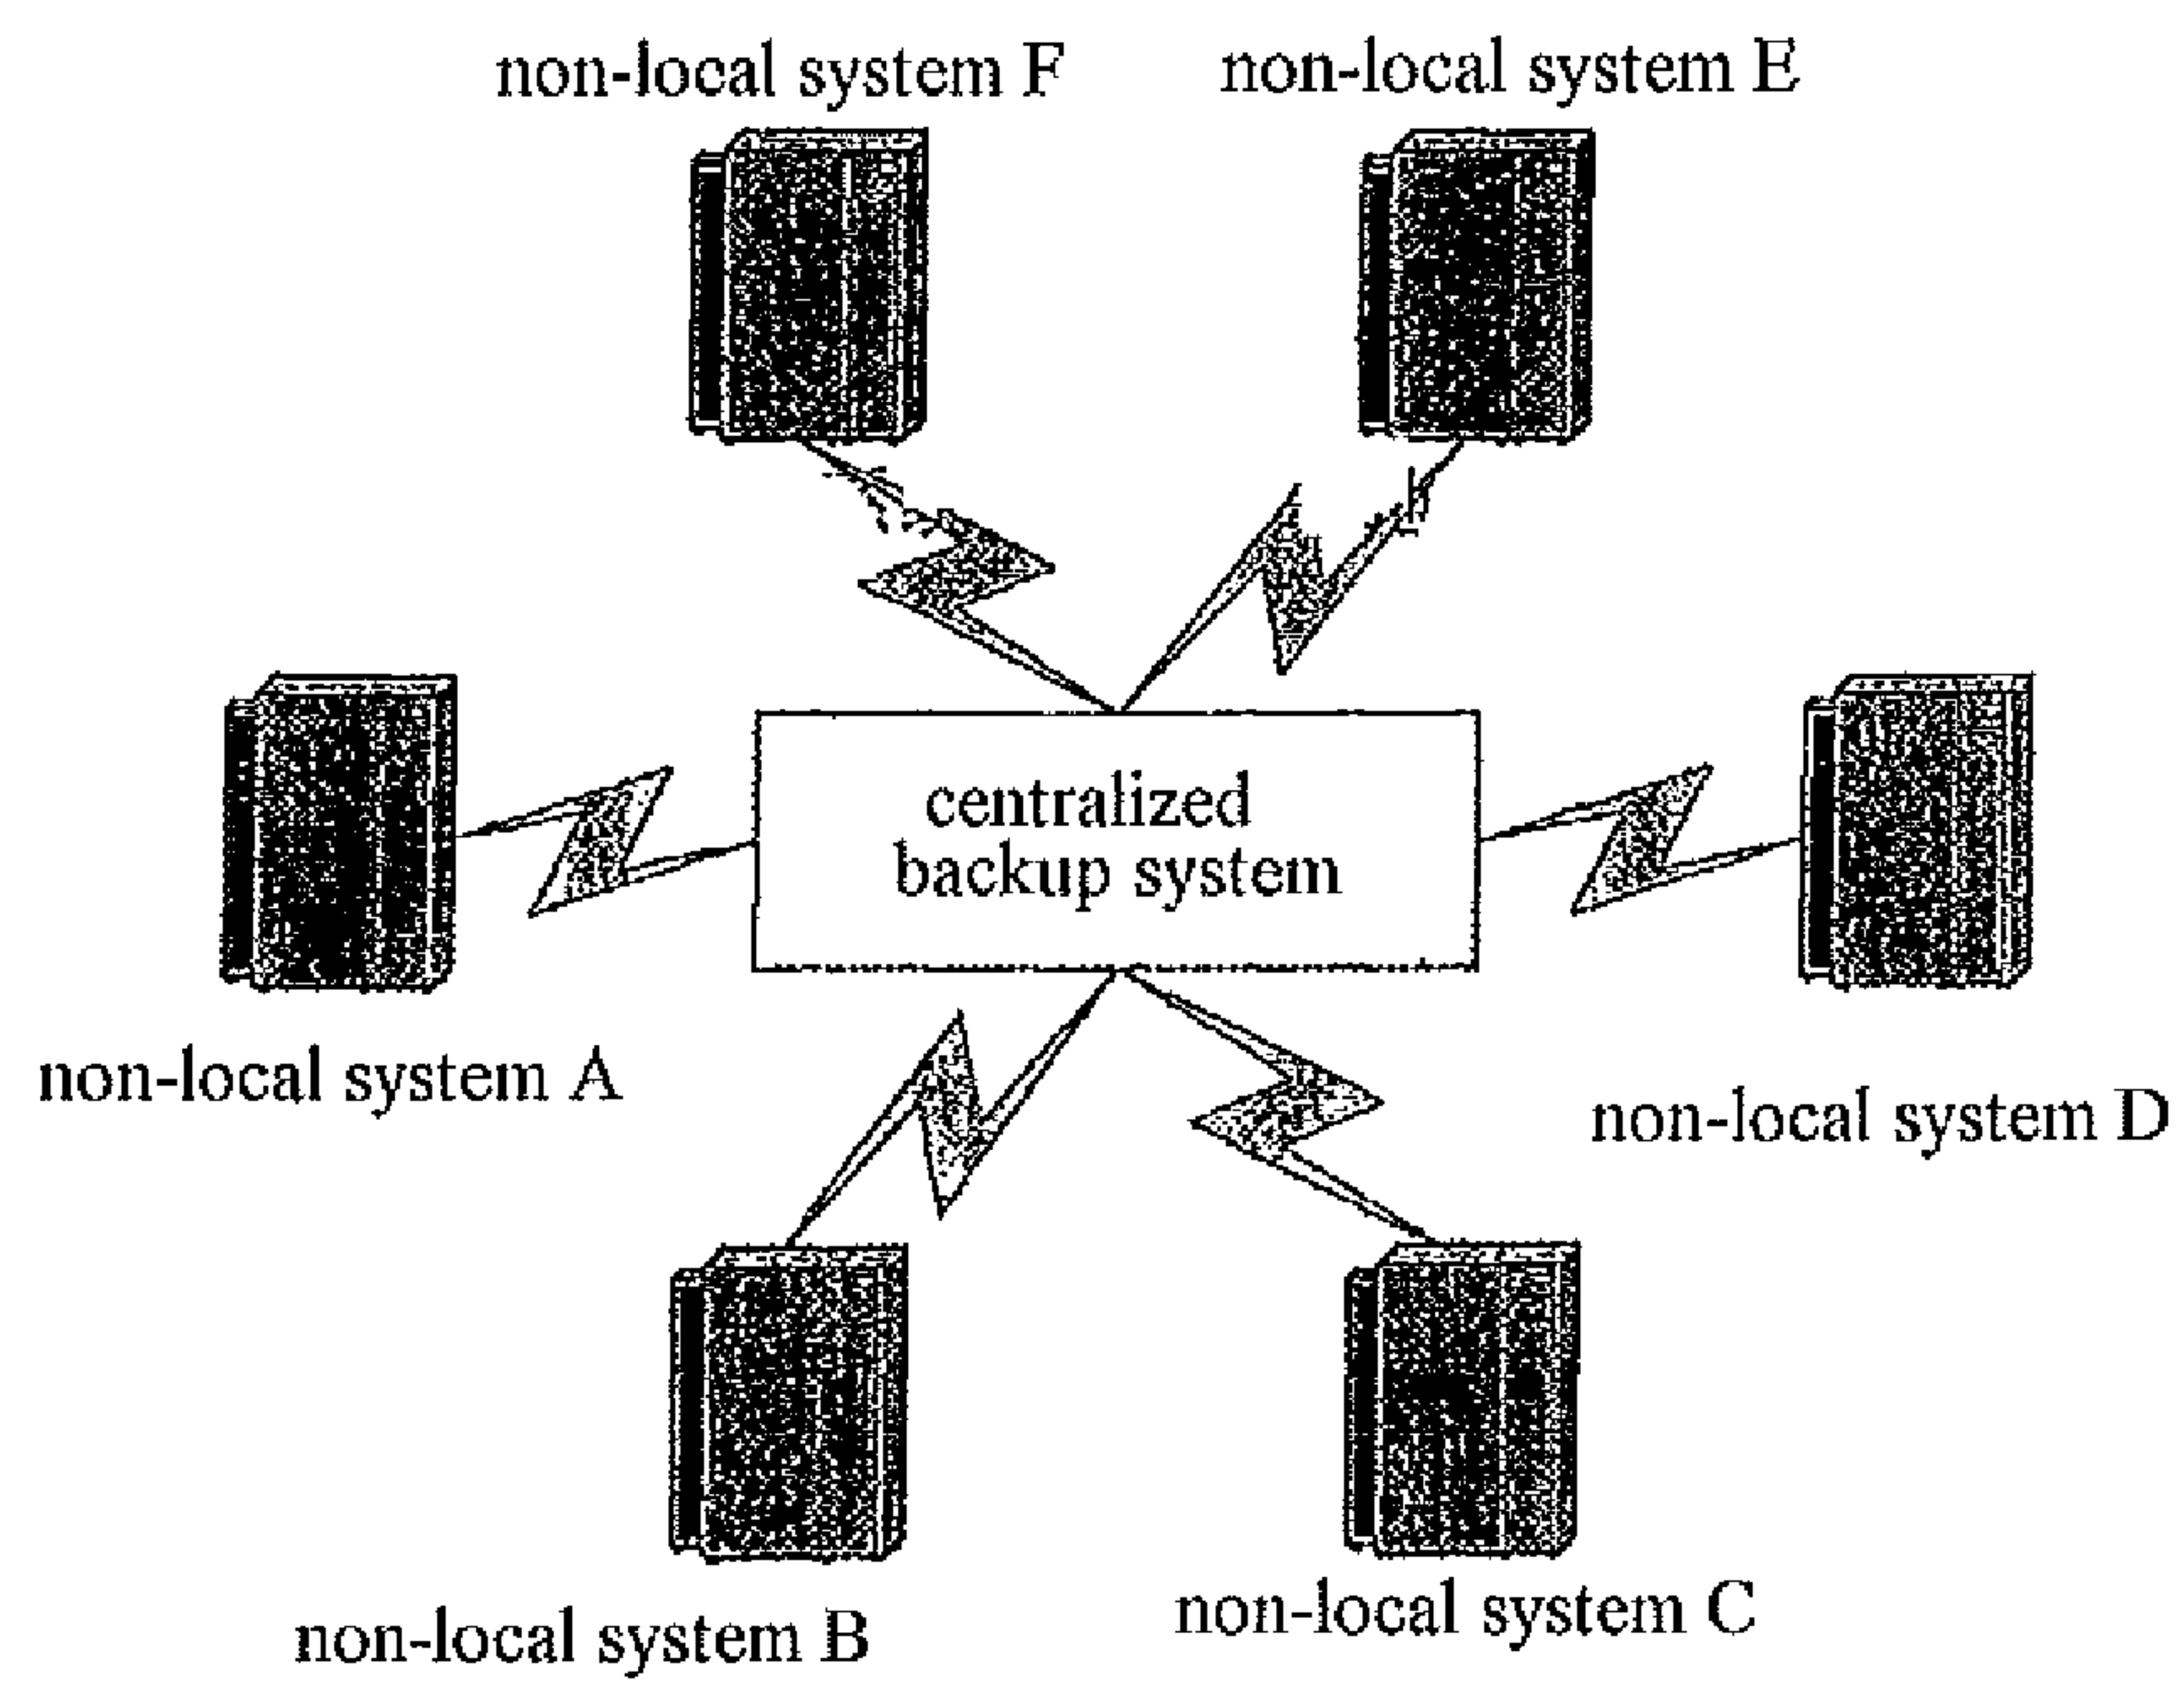 non-local system F
non-local system E
centralized
backup system
non-local system A
non-local system D
non-local system B
non-local system C